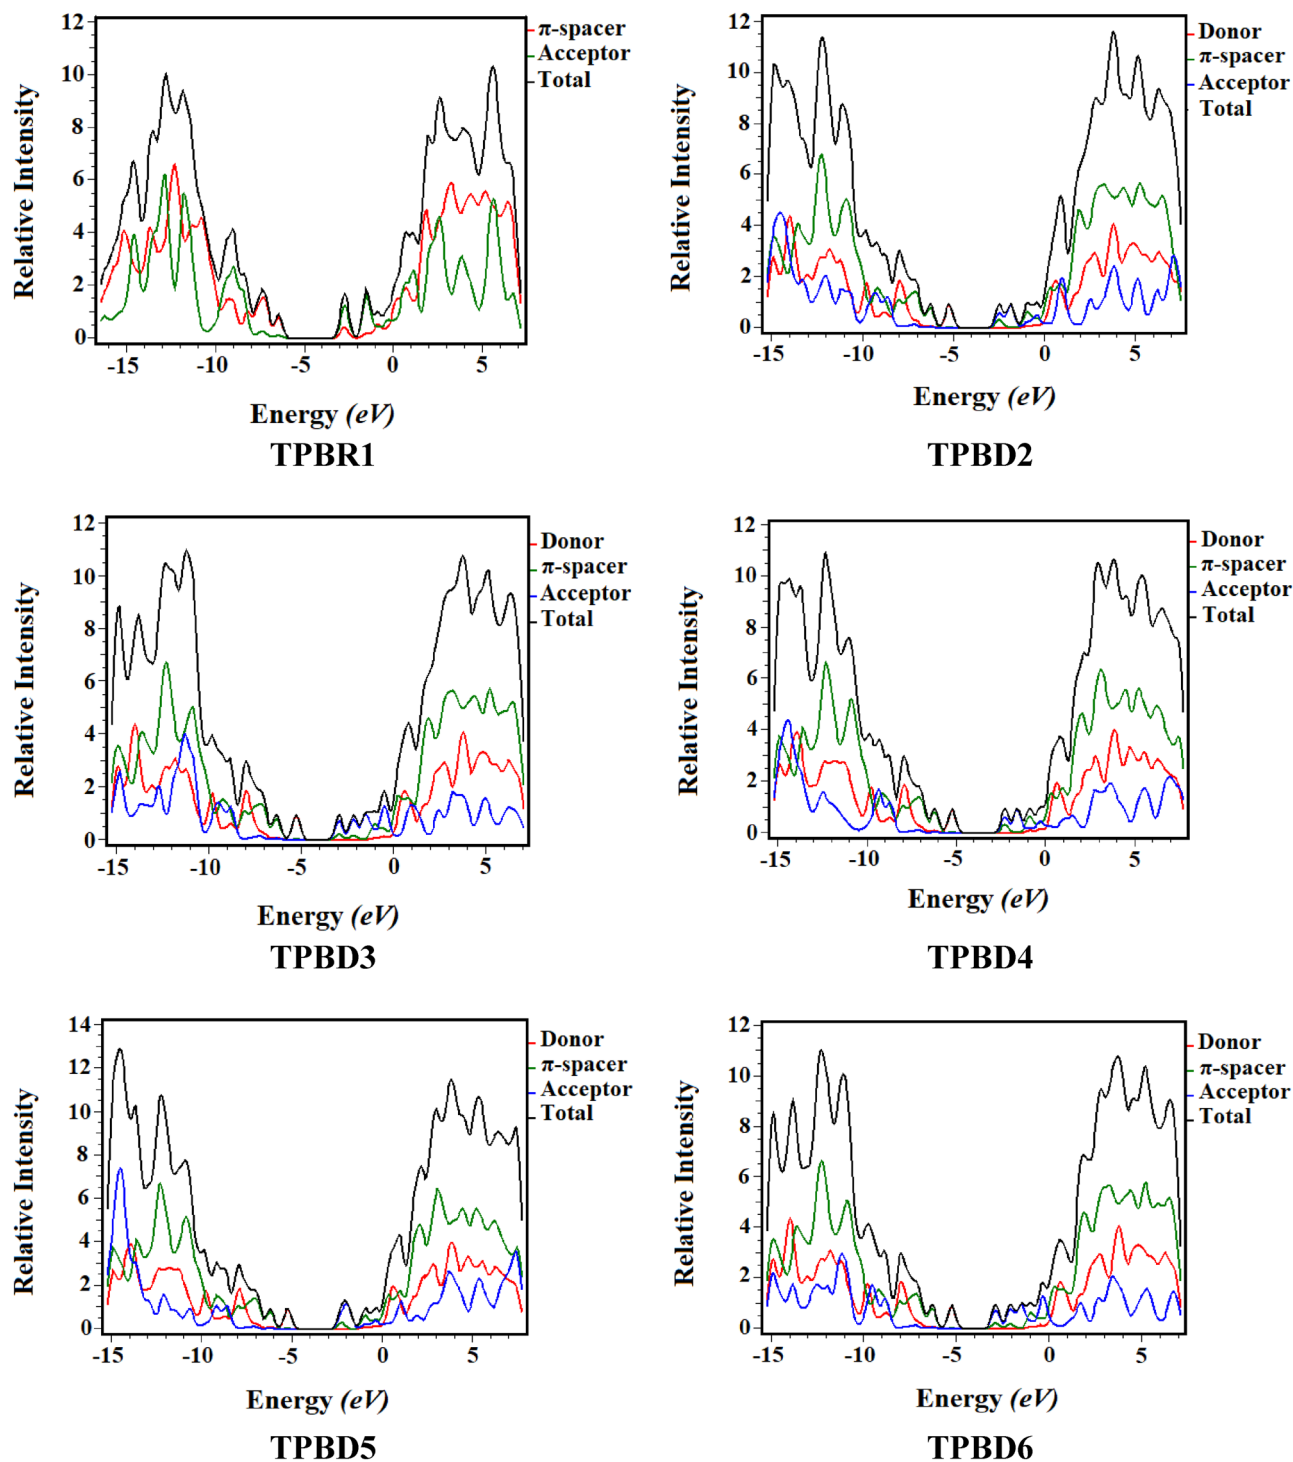 12
10
8
6
4
2
0
Relative Intensity
-15
-10
-5
0
5
Energy (eV)
TPBR1
π-spacer
Acceptor
Total
12
10
8
6
4
2
0
Relative Intensity
-15
-10
-5
0
5
Energy (eV)
TPBD2
Donor
π-spacer
Acceptor
Total
12
10
8
6
4
2
0
Relative Intensity
-15
-10
-5
0
5
Energy (eV)
TPBD3
Donor
π-spacer
Acceptor
Total
12
10
8
6
4
2
0
Relative Intensity
-15
-10
-5
0
5
Energy (eV)
TPBD4
Donor
π-spacer
Acceptor
Total
14
12
10
8
6
4
2
0
Relative Intensity
-15
-10
-5
0
5
Energy (eV)
TPBD5
Donor
π-spacer
Acceptor
Total
12
10
8
6
4
2
0
Relative Intensity
-15
-10
-5
0
5
Energy (eV)
TPBD6
Donor
π-spacer
Acceptor
Total